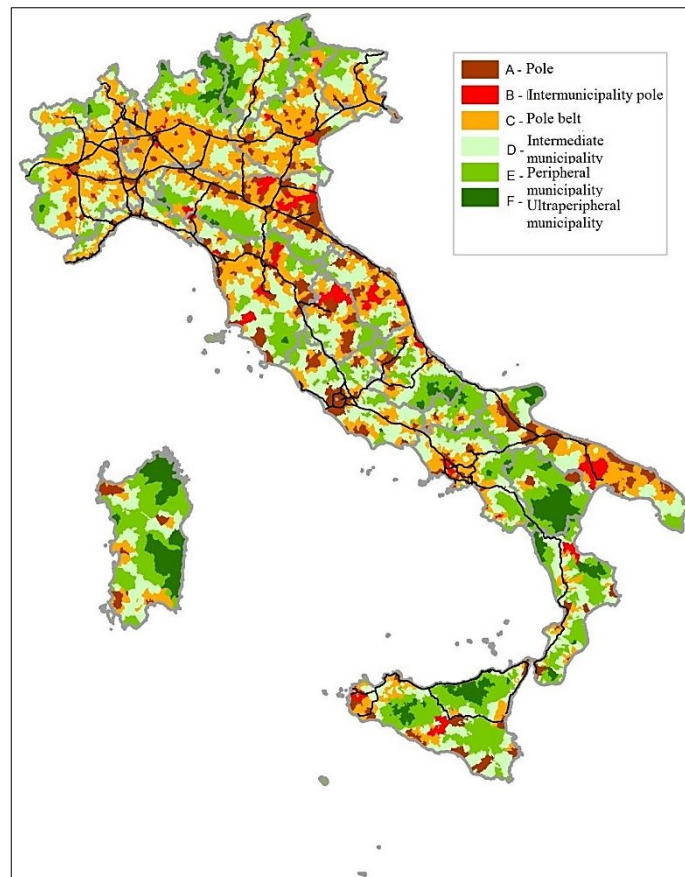 A - Pole
B - Intermunicipality pole
C - Pole belt
D - Intermediate
municipality
E - Peripheral
municipality
F - Ultraperipheral
municipality